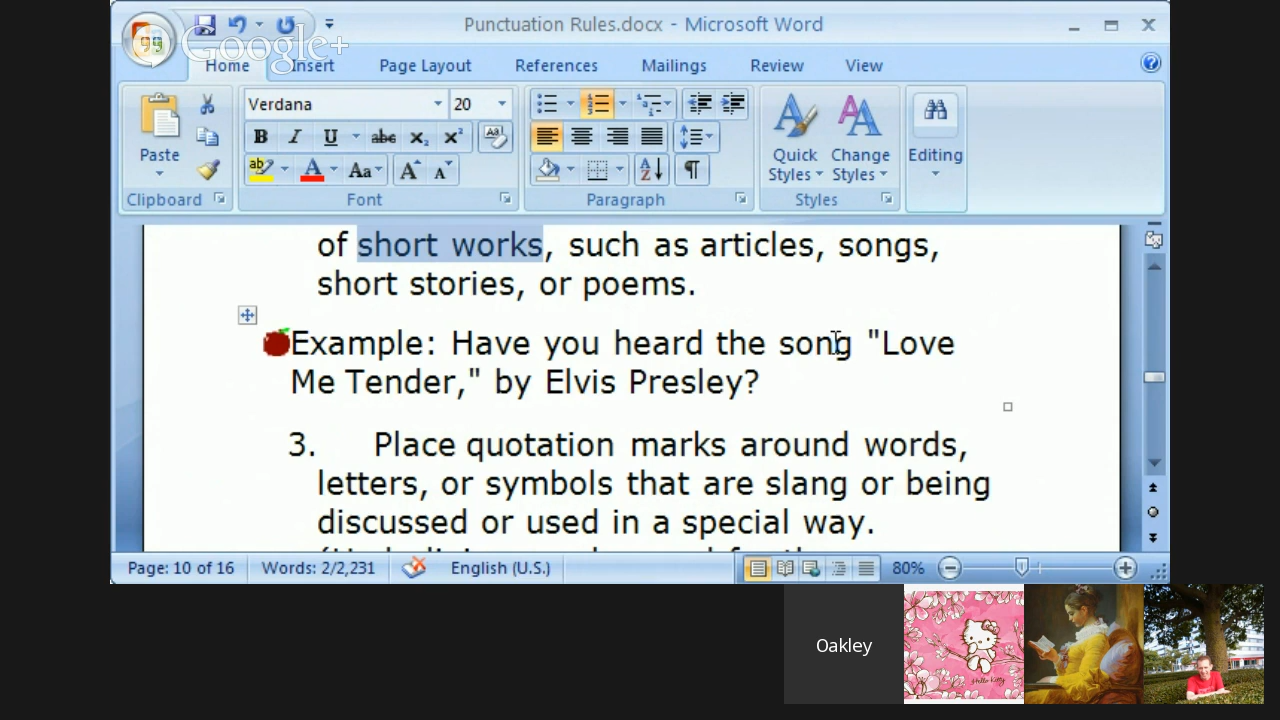 Punctuation Rules.docx - Microsoft Word
Google+
Home Insert Page Layout References Mailings Review View
Verdana 20
Paste
Quick Styles
Change Styles
Editing
Clipboard Font Paragraph Styles
of short works, such as articles, songs,
short stories, or poems.
Example: Have you heard the song "Love
Me Tender," by Elvis Presley?
3. Place quotation marks around words,
letters, or symbols that are slang or being
discussed or used in a special way.
Page: 10 of 16 Words: 2/2,231 English (U.S.) 80%
Oakley
Hello Kitty